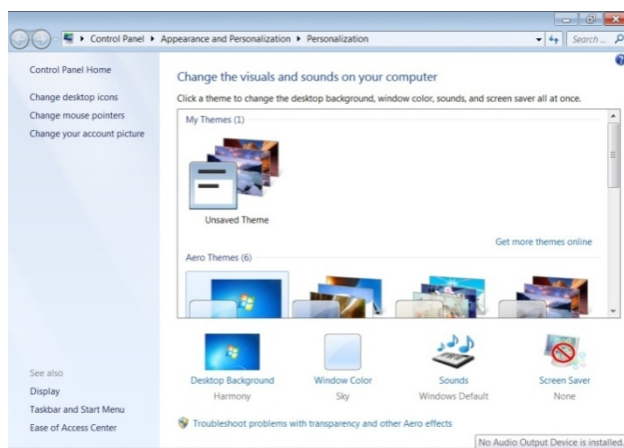 Control Panel ▸ Appearance and Personalization ▸ Personalization
Search ...
Control Panel Home
Change desktop icons
Change mouse pointers
Change your account picture
Change the visuals and sounds on your computer
Click a theme to change the desktop background, window color, sounds, and screen saver all at once.
My Themes (1)
Unsaved Theme
Get more themes online
Aero Themes (6)
Desktop Background
Harmony
Window Color
Sky
Sounds
Windows Default
Screen Saver
None
See also
Display
Taskbar and Start Menu
Ease of Access Center
Troubleshoot problems with transparency and other Aero effects
No Audio Output Device is installed.